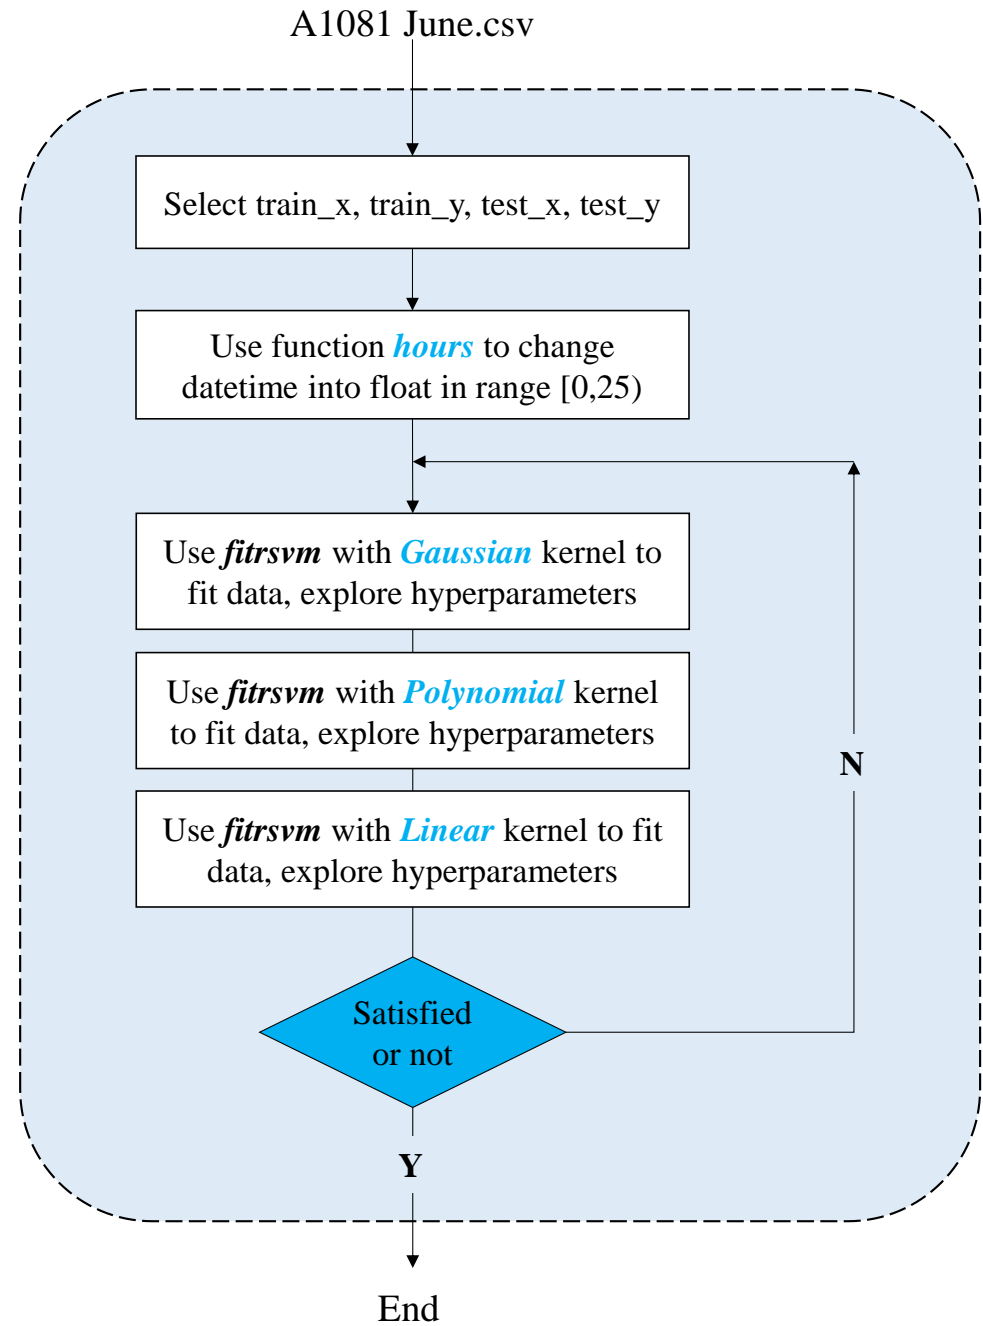 A1081 June.csv
Select train_x, train_y, test_x, test_y
Use function hours to change
datetime into float in range [0,25)
Use fitrsvm with Gaussian kernel to
fit data, explore hyperparameters
Use fitrsvm with Polynomial kernel
to fit data, explore hyperparameters
N
Use fitrsvm with Linear kernel to fit
data, explore hyperparameters
Satisfied
or not
Y
End